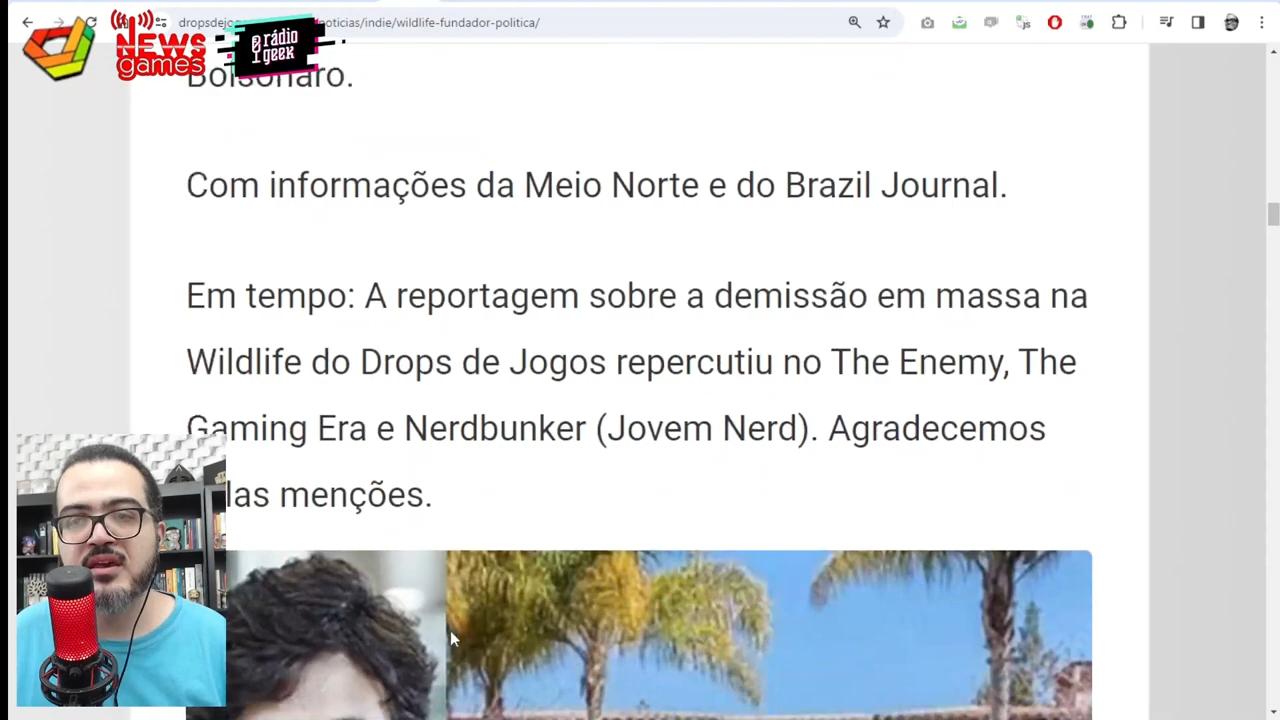 dropsdejog
noticias/indie/wildlife-fundador-politica/
NEWS
games
rádio
geek
Bolsonaro.
Com informações da Meio Norte e do Brazil Journal.
Em tempo: A reportagem sobre a demissão em massa na
Wildlife do Drops de Jogos repercutiu no The Enemy, The
Gaming Era e Nerdbunker (Jovem Nerd). Agradecemos
las menções.